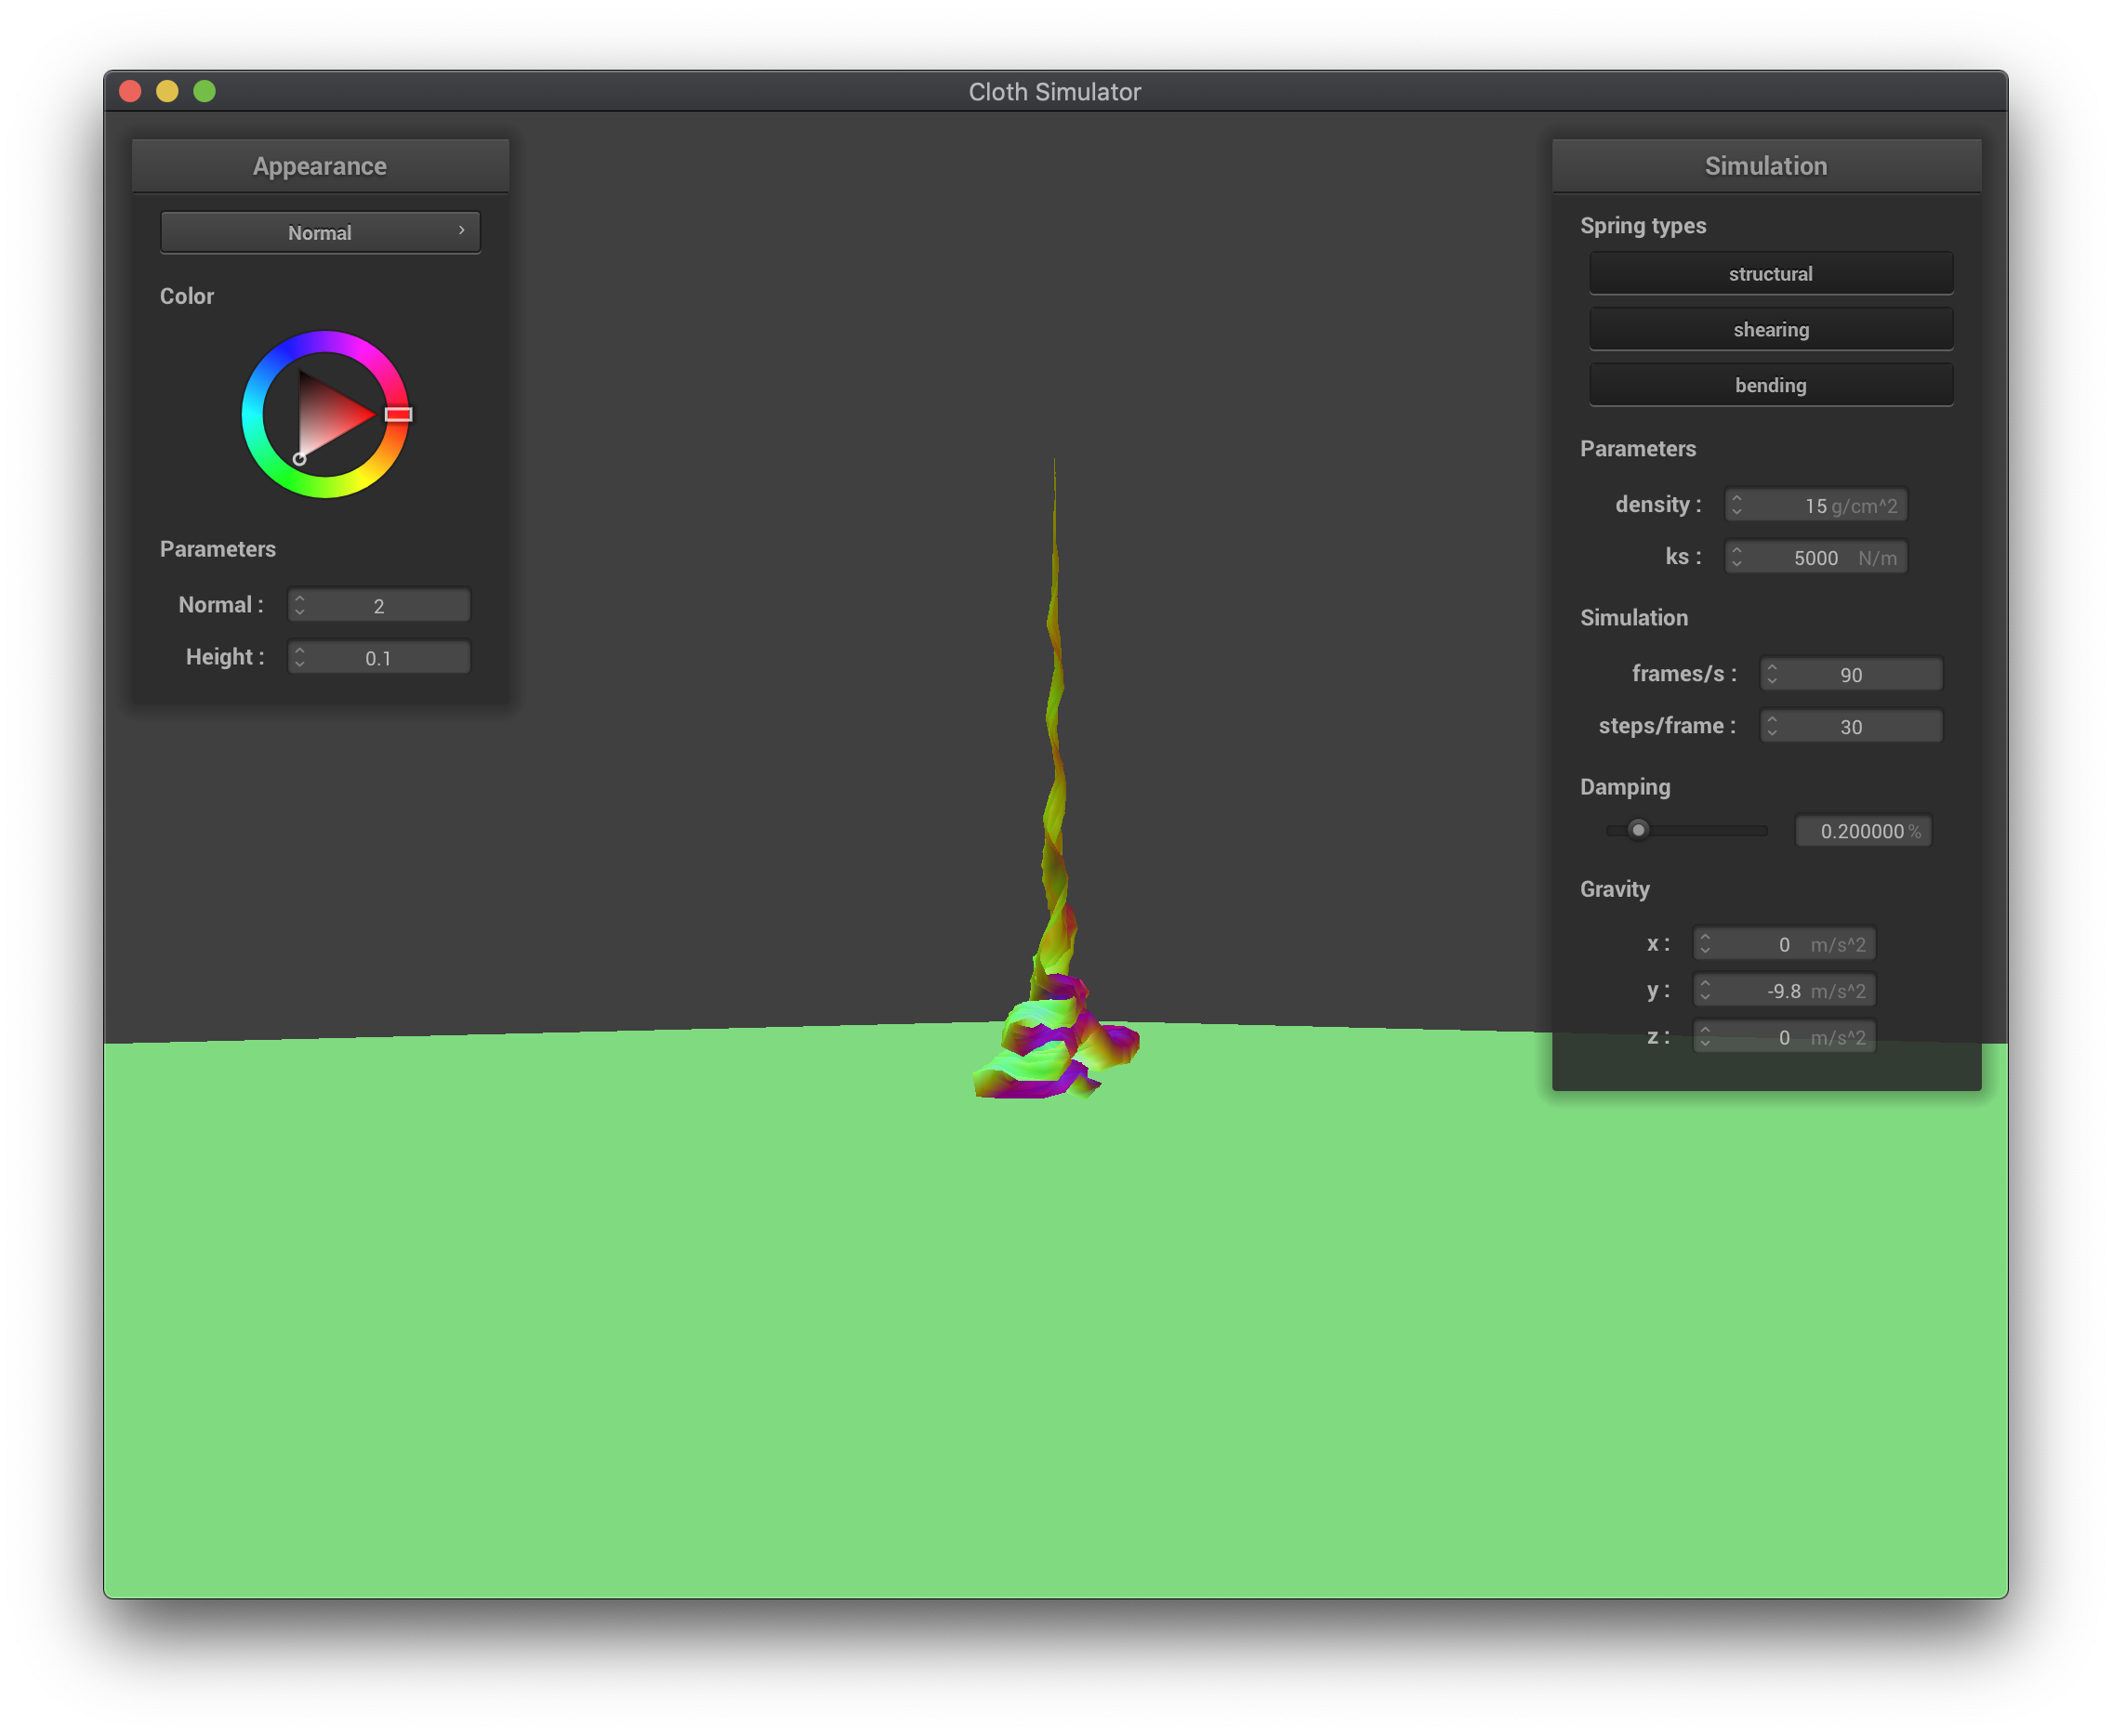 Cloth Simulator
Appearance
Normal
Color
Parameters
Normal : 2
Height : 0.1
Simulation
Spring types
structural
shearing
bending
Parameters
density : 15 g/cm^2
ks : 5000 N/m
Simulation
frames/s : 90
steps/frame : 30
Damping
0.200000 %
Gravity
x : 0 m/s^2
y : -9.8 m/s^2
z : 0 m/s^2